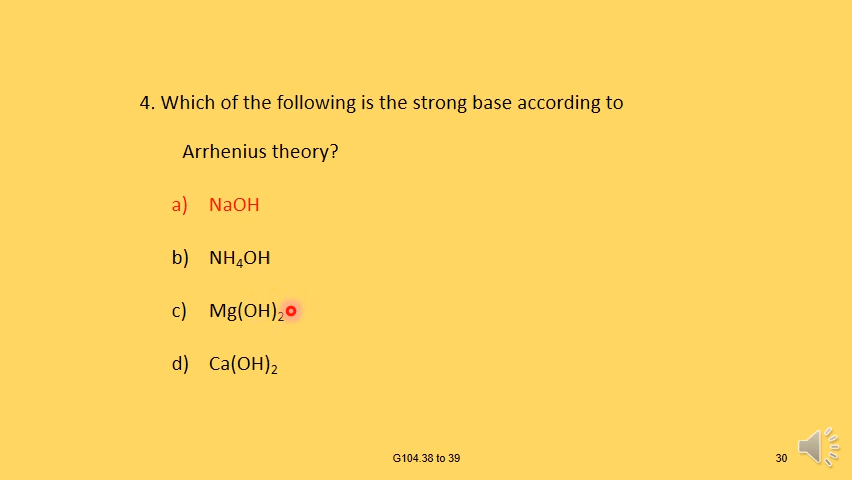 4. Which of the following is the strong base according to
Arrhenius theory?
a) NaOH
b) NH₄OH
c) Mg(OH)₂
d) Ca(OH)₂
G104.38 to 39
30